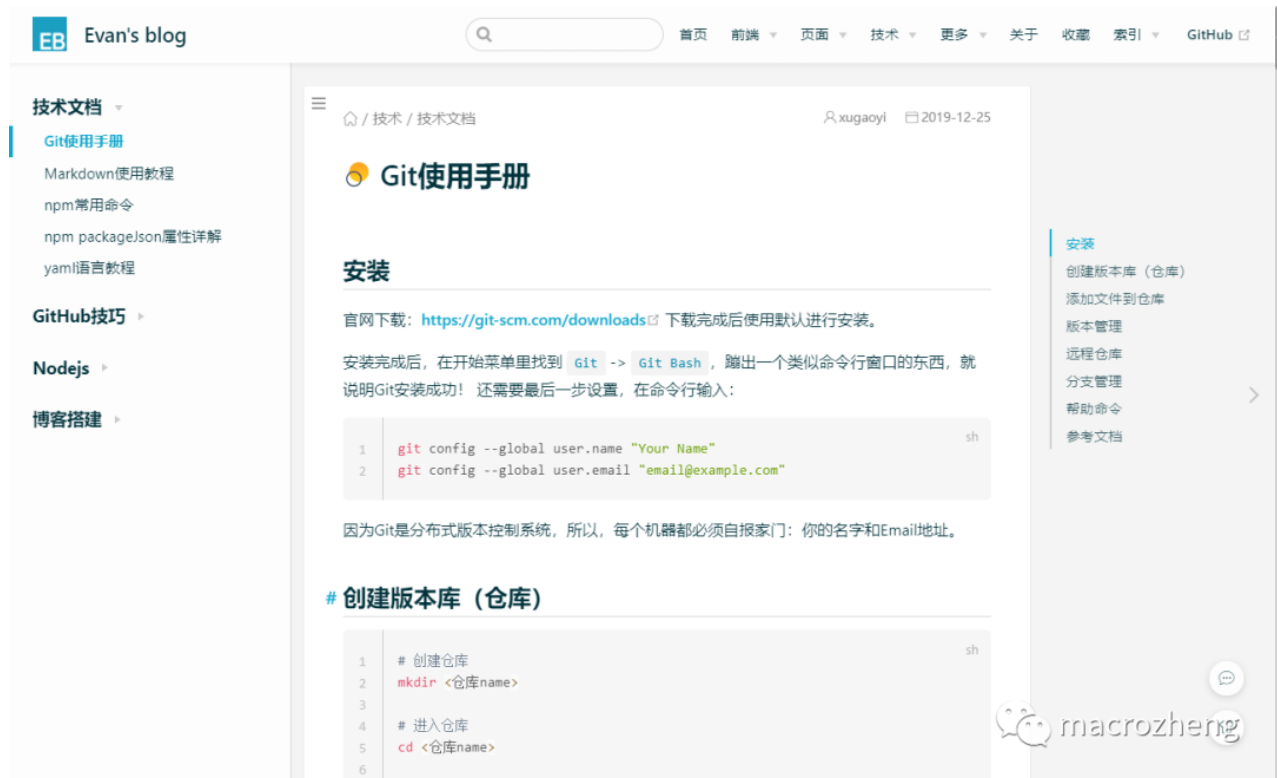 EB Evan's blog 首页 前端 页面 技术 更多 关于 收藏 索引 GitHub
技术文档
Git使用手册
Markdown使用教程
npm常用命令
npm packageJson属性详解
yaml语言教程
GitHub技巧
Nodejs
博客搭建
/ 技术 / 技术文档 xugaoyi 2019-12-25
Git使用手册
安装
官网下载：https://git-scm.com/downloads 下载完成后使用默认进行安装。
安装完成后，在开始菜单里找到 Git -> Git Bash ，蹦出一个类似命令行窗口的东西，就
说明Git安装成功！ 还需要最后一步设置，在命令行输入：
sh
1 git config --global user.name "Your Name"
2 git config --global user.email "email@example.com"
因为Git是分布式版本控制系统，所以，每个机器都必须自报家门：你的名字和Email地址。
# 创建版本库（仓库）
sh
1 # 创建仓库
2 mkdir <仓库name>
3
4 # 进入仓库
5 cd <仓库name>
6
安装
创建版本库（仓库）
添加文件到仓库
版本管理
远程仓库
分支管理
帮助命令
参考文档
macrozheng